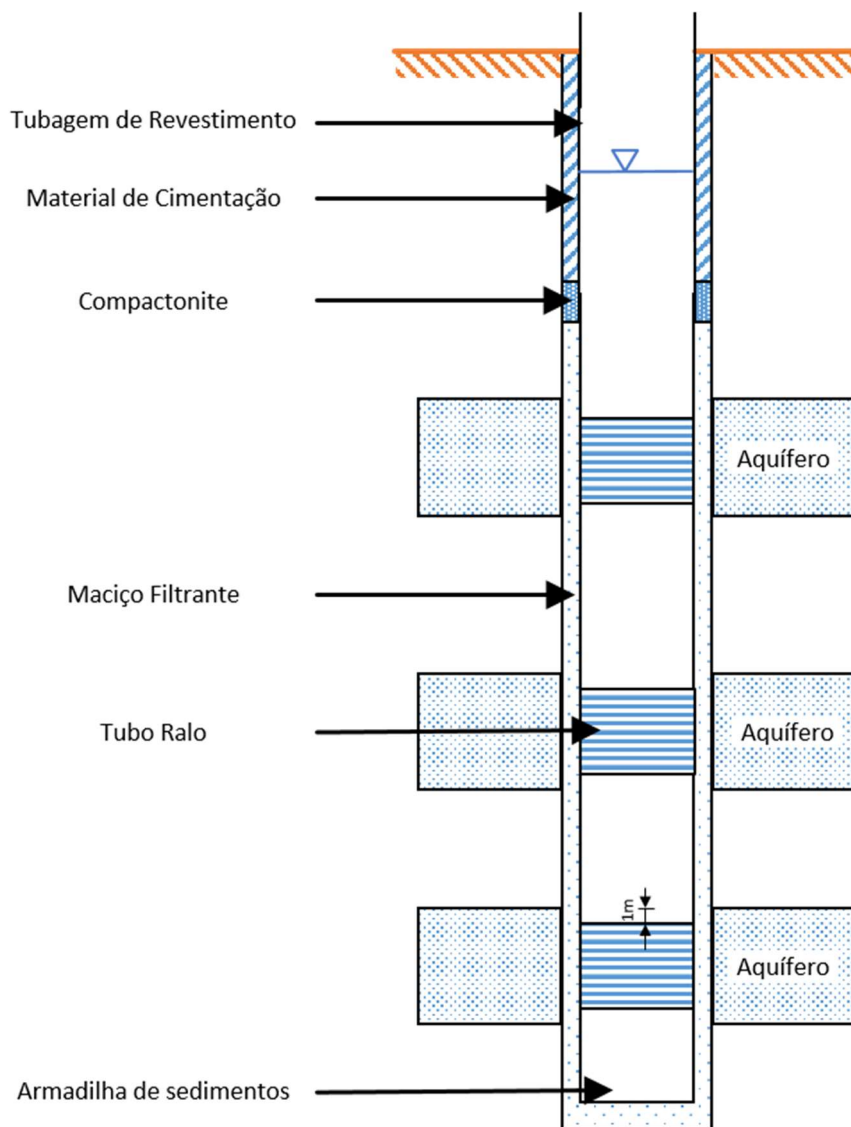 Tubagem de Revestimento
Material de Cimentação
Compactonite
Aquífero
Maciço Filtrante
Tubo Ralo
Aquífero
1m
Aquífero
Armadilha de sedimentos